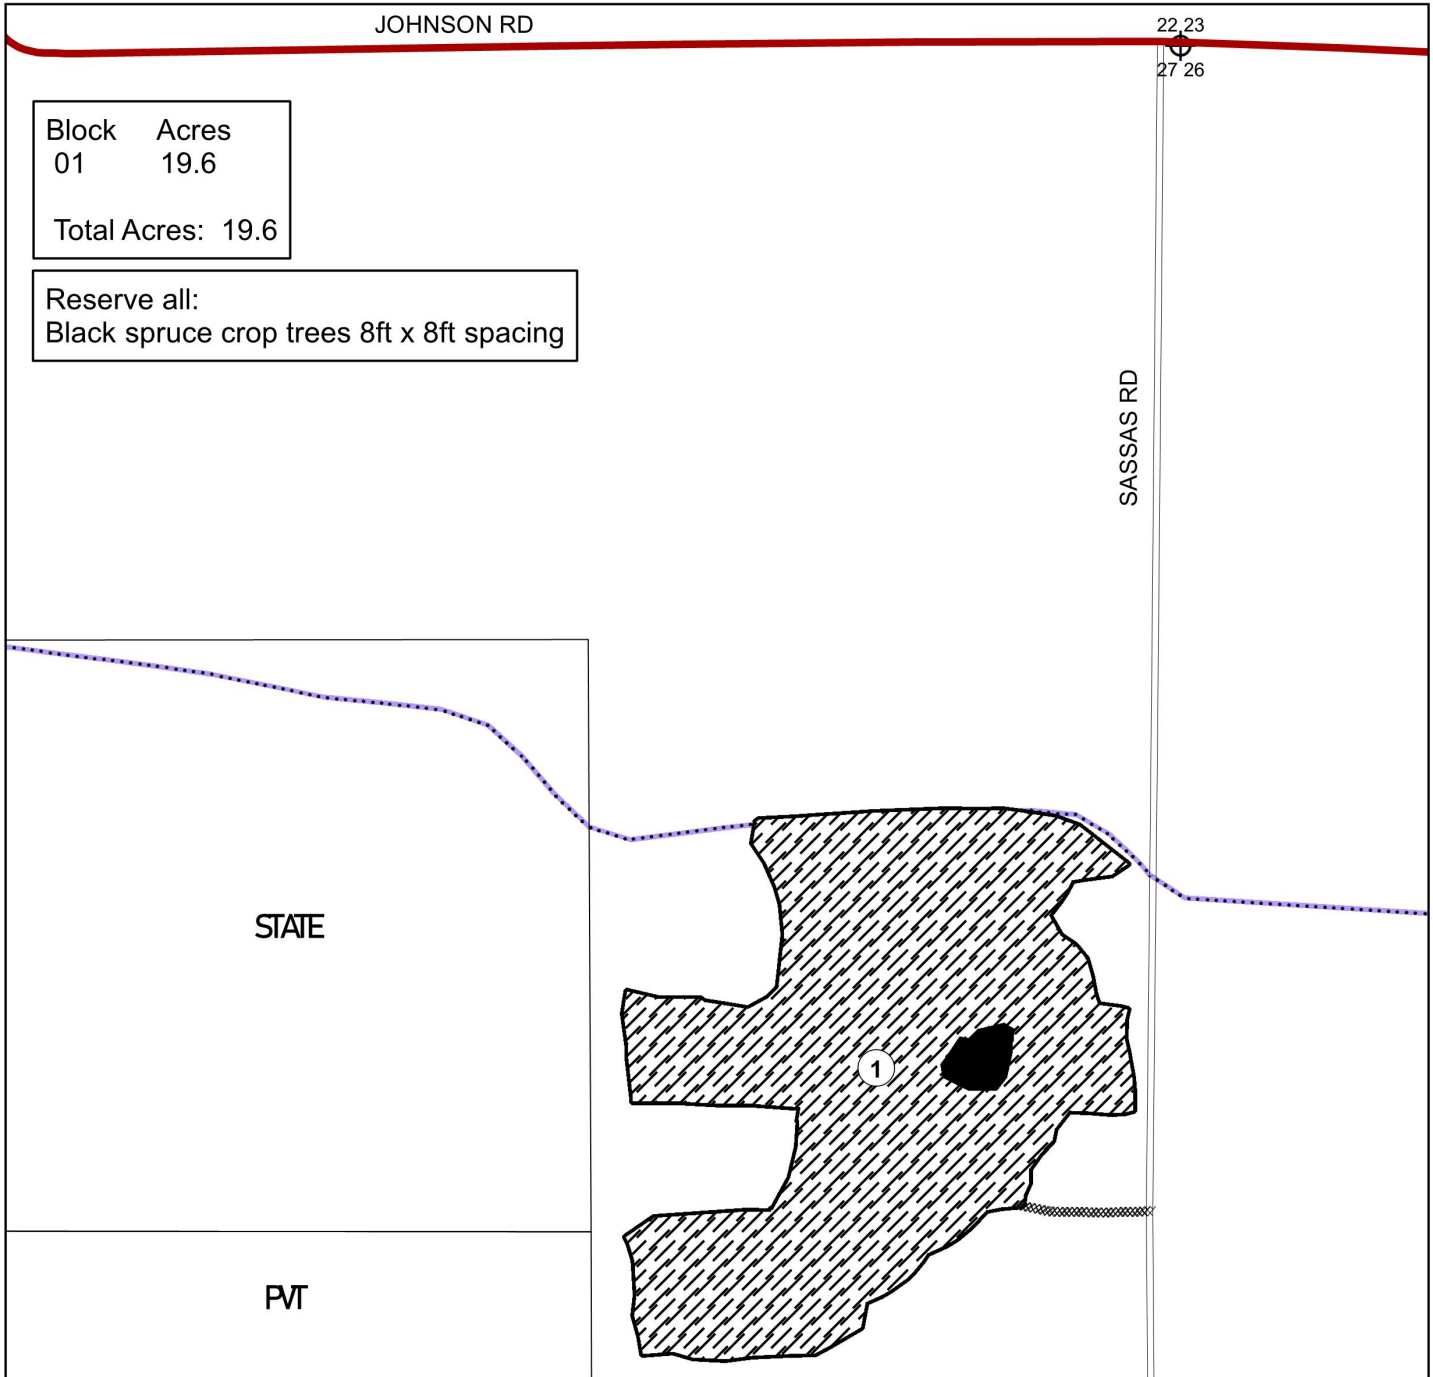 JOHNSON RD
22 23
27 26
Block Acres
01 19.6
Total Acres: 19.6
Reserve all:
Black spruce crop trees 8ft x 8ft spacing
SASSAS RD
STATE
1
PVT